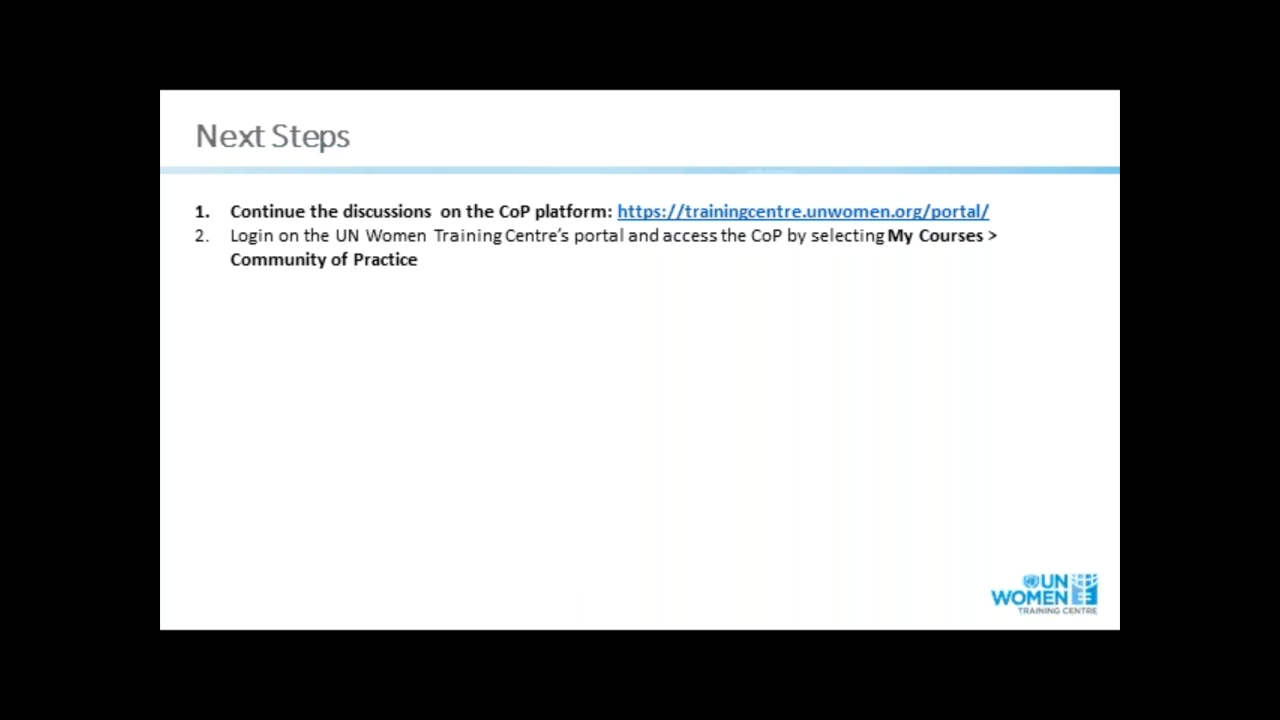 Next Steps
1. Continue the discussions on the CoP platform: https://trainingcentre.unwomen.org/portal/
2. Login on the UN Women Training Centre's portal and access the CoP by selecting My Courses >
Community of Practice
UN
WOMEN
TRAINING CENTRE